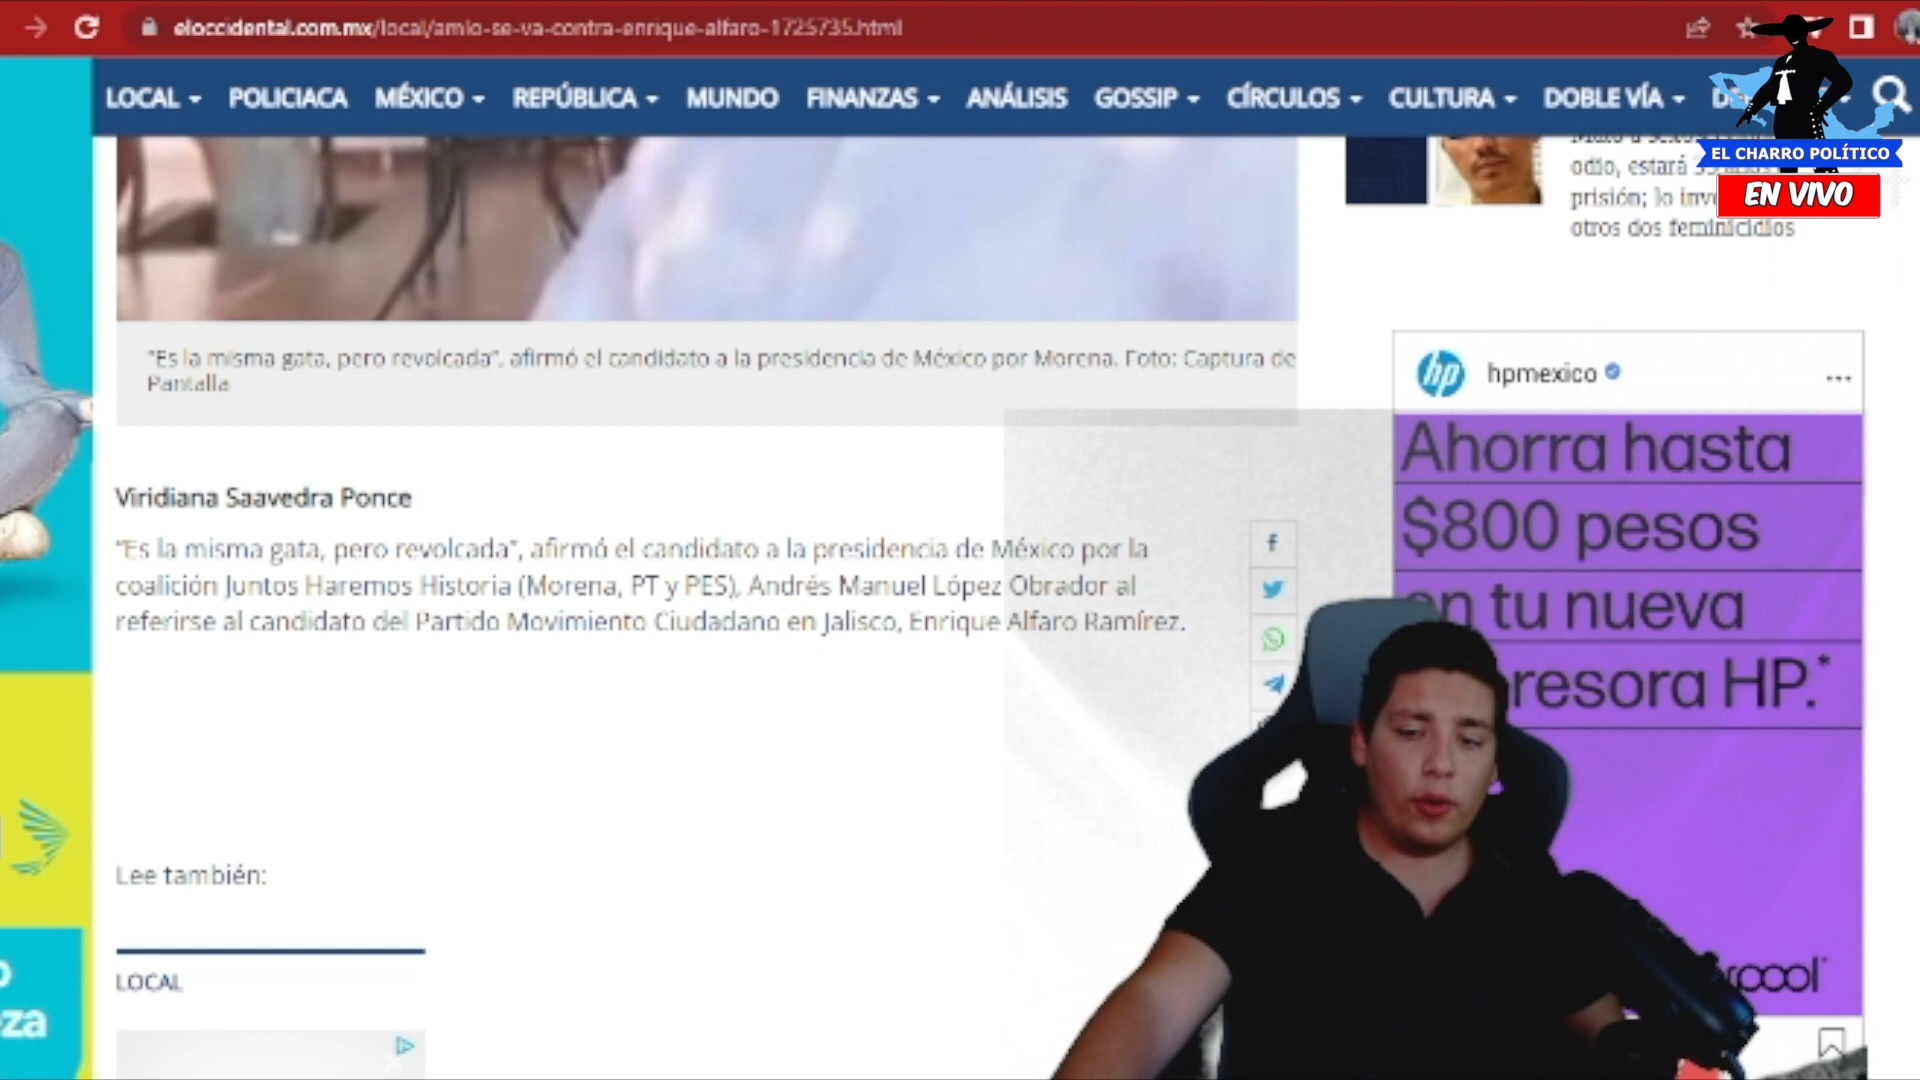 eloccidental.com.mx/local/amlo-se-va-contra-enrique-alfaro-1725735.html
LOCAL POLICIACA MÉXICO REPÚBLICA MUNDO FINANZAS ANÁLISIS GOSSIP CÍRCULOS CULTURA DOBLE VÍA
EL CHARRO POLÍTICO
EN VIVO
odio, estará
prisión; lo
otros dos feminicidios
"Es la misma gata, pero revolcada", afirmó el candidato a la presidencia de México por Morena. Foto: Captura de
Pantalla
hpmexico
Ahorra hasta
$800 pesos
en tu nueva
resora HP.*
Viridiana Saavedra Ponce
"Es la misma gata, pero revolcada", afirmó el candidato a la presidencia de México por la
coalición Juntos Haremos Historia (Morena, PT y PES), Andrés Manuel López Obrador al
referirse al candidato del Partido Movimiento Ciudadano en Jalisco, Enrique Alfaro Ramírez.
Lee también:
LOCAL